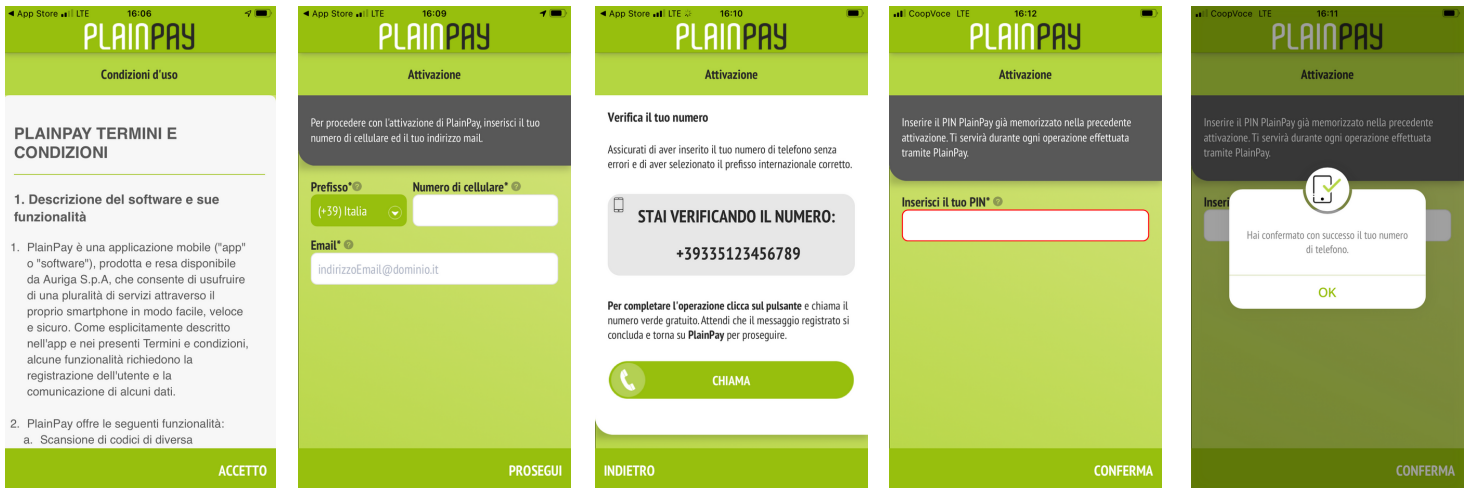 App Store LTE 16:06
PLAINPAY
Condizioni d'uso
PLAINPAY TERMINI E
CONDIZIONI
1. Descrizione del software e sue
funzionalità
1. PlainPay è una applicazione mobile ("app"
o "software"), prodotta e resa disponibile
da Auriga S.p.A, che consente di usufruire
di una pluralità di servizi attraverso il
proprio smartphone in modo facile, veloce
e sicuro. Come esplicitamente descritto
nell'app e nei presenti Termini e condizioni,
alcune funzionalità richiedono la
registrazione dell'utente e la
comunicazione di alcuni dati.
2. PlainPay offre le seguenti funzionalità:
a. Scansione di codici di diversa
ACCETTO
App Store LTE 16:09
PLAINPAY
Attivazione
Per procedere con l'attivazione di PlainPay, inserisci il tuo
numero di cellulare ed il tuo indirizzo mail.
Prefisso* Numero di cellulare*
(+39) Italia
Email*
indirizzoEmail@dominio.it
PROSEGUI
App Store LTE 16:10
PLAINPAY
Attivazione
Verifica il tuo numero
Assicurati di aver inserito il tuo numero di telefono senza
errori e di aver selezionato il prefisso internazionale corretto.
STAI VERIFICANDO IL NUMERO:
+39335123456789
Per completare l'operazione clicca sul pulsante e chiama il
numero verde gratuito. Attendi che il messaggio registrato si
concluda e torna su PlainPay per proseguire.
CHIAMA
INDIETRO
CoopVoce LTE 16:12
PLAINPAY
Attivazione
Inserire il PIN PlainPay già memorizzato nella precedente
attivazione. Ti servirà durante ogni operazione effettuata
tramite PlainPay.
Inserisci il tuo PIN*
CONFERMA
CoopVoce LTE 16:11
PLAINPAY
Attivazione
Inserire il PIN PlainPay già memorizzato nella precedente
attivazione. Ti servirà durante ogni operazione effettuata
tramite PlainPay.
Inseri
Hai confermato con successo il tuo numero
di telefono.
OK
CONFERMA